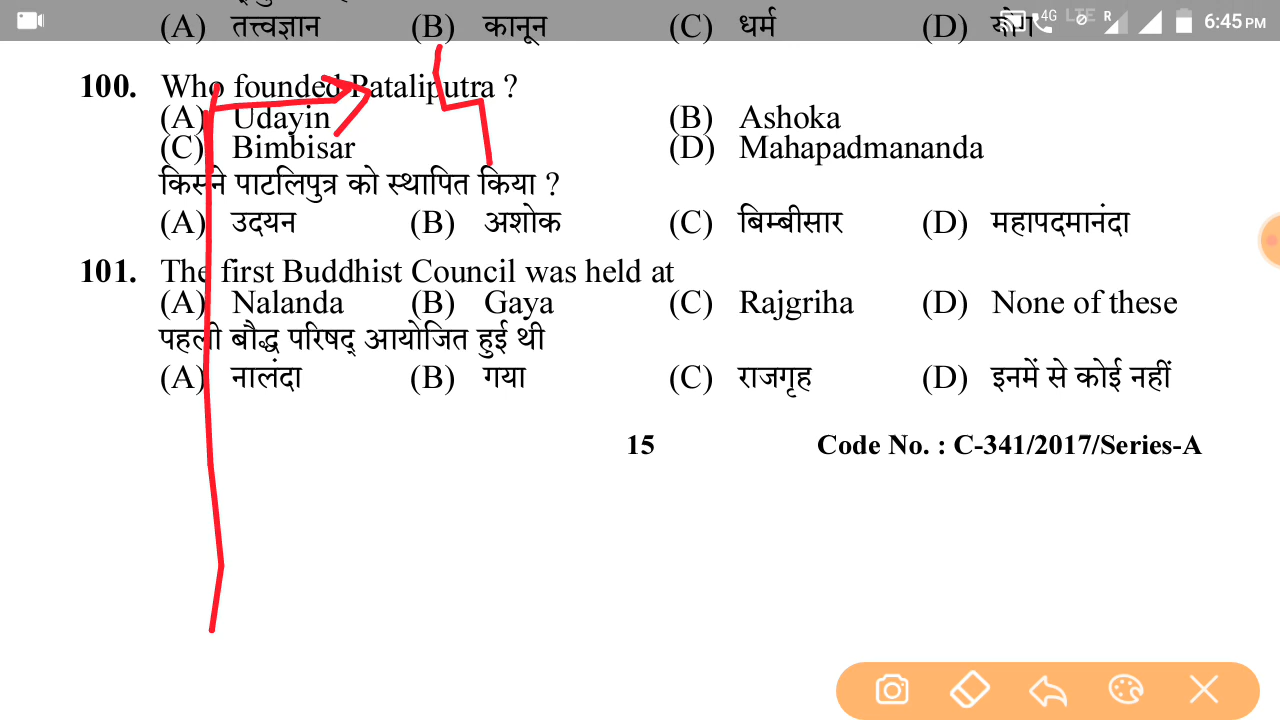 4G LTE R 6:45 PM
(A) तत्त्वज्ञान (B) कानून (C) धर्म (D) योग
100. Who founded Pataliputra ?
(A) Udayin (B) Ashoka
(C) Bimbisar (D) Mahapadmananda
किसने पाटलिपुत्र को स्थापित किया ?
(A) उदयन (B) अशोक (C) बिम्बीसार (D) महापदमानंदा
101. The first Buddhist Council was held at
(A) Nalanda (B) Gaya (C) Rajgriha (D) None of these
पहली बौद्ध परिषद् आयोजित हुई थी
(A) नालंदा (B) गया (C) राजगृह (D) इनमें से कोई नहीं
15 Code No. : C-341/2017/Series-A